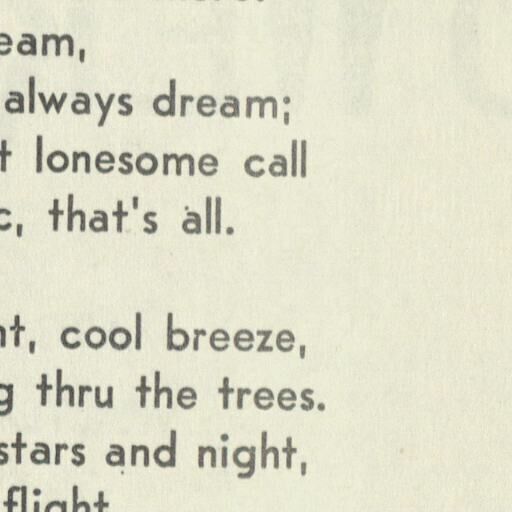 eam,
always dream;
t lonesome call
c, that's all.
nt, cool breeze,
g thru the trees.
stars and night,
flight